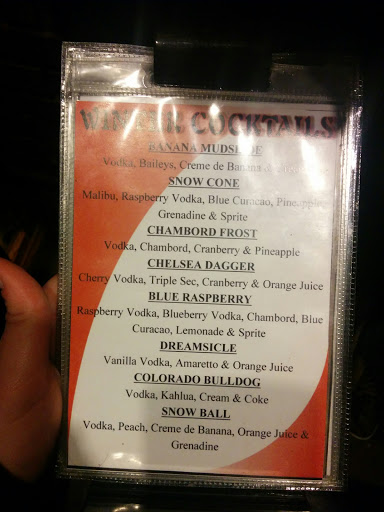 WINTER COCKTAILS
BANANA MUDSLIDE
Vodka, Baileys, Creme de Banana &
SNOW CONE
Malibu, Raspberry Vodka, Blue Curacao, Pineapple
Grenadine & Sprite
CHAMBORD FROST
Vodka, Chambord, Cranberry & Pineapple
CHELSEA DAGGER
Cherry Vodka, Triple Sec, Cranberry & Orange Juice
BLUE RASPBERRY
Raspberry Vodka, Blueberry Vodka, Chambord, Blue
Curacao, Lemonade & Sprite
DREAMSICLE
Vanilla Vodka, Amaretto & Orange Juice
COLORADO BULLDOG
Vodka, Kahlua, Cream & Coke
SNOW BALL
Vodka, Peach, Creme de Banana, Orange Juice &
Grenadine